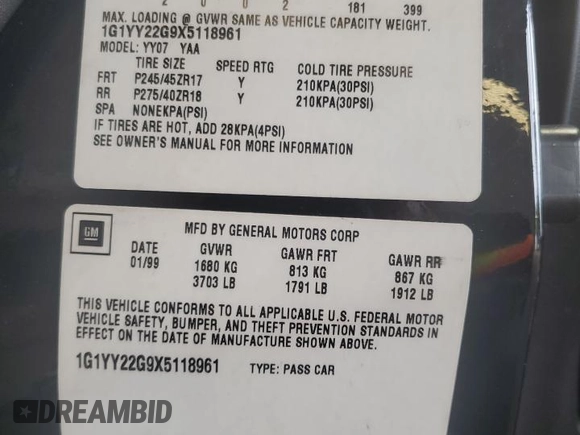 2 0 0 2 181 399
MAX. LOADING @ GVWR SAME AS VEHICLE CAPACITY WEIGHT.
1G1YY22G9X5118961
MODEL: YY07 YAA
TIRE SIZE SPEED RTG COLD TIRE PRESSURE
FRT P245/45ZR17 Y 210KPA(30PSI)
RR P275/40ZR18 Y 210KPA(30PSI)
SPA NONEKPA(PSI)
IF TIRES ARE HOT, ADD 28KPA(4PSI)
SEE OWNER'S MANUAL FOR MORE INFORMATION
GM
MFD BY GENERAL MOTORS CORP
DATE GVWR GAWR FRT GAWR RR
01/99 1680 KG 813 KG 867 KG
3703 LB 1791 LB 1912 LB
THIS VEHICLE CONFORMS TO ALL APPLICABLE U.S. FEDERAL MOTOR
VEHICLE SAFETY, BUMPER, AND THEFT PREVENTION STANDARDS IN
EFFECT ON THE DATE OF MANUFACTURE SHOWN ABOVE.
1G1YY22G9X5118961 TYPE: PASS CAR
DREAMBID